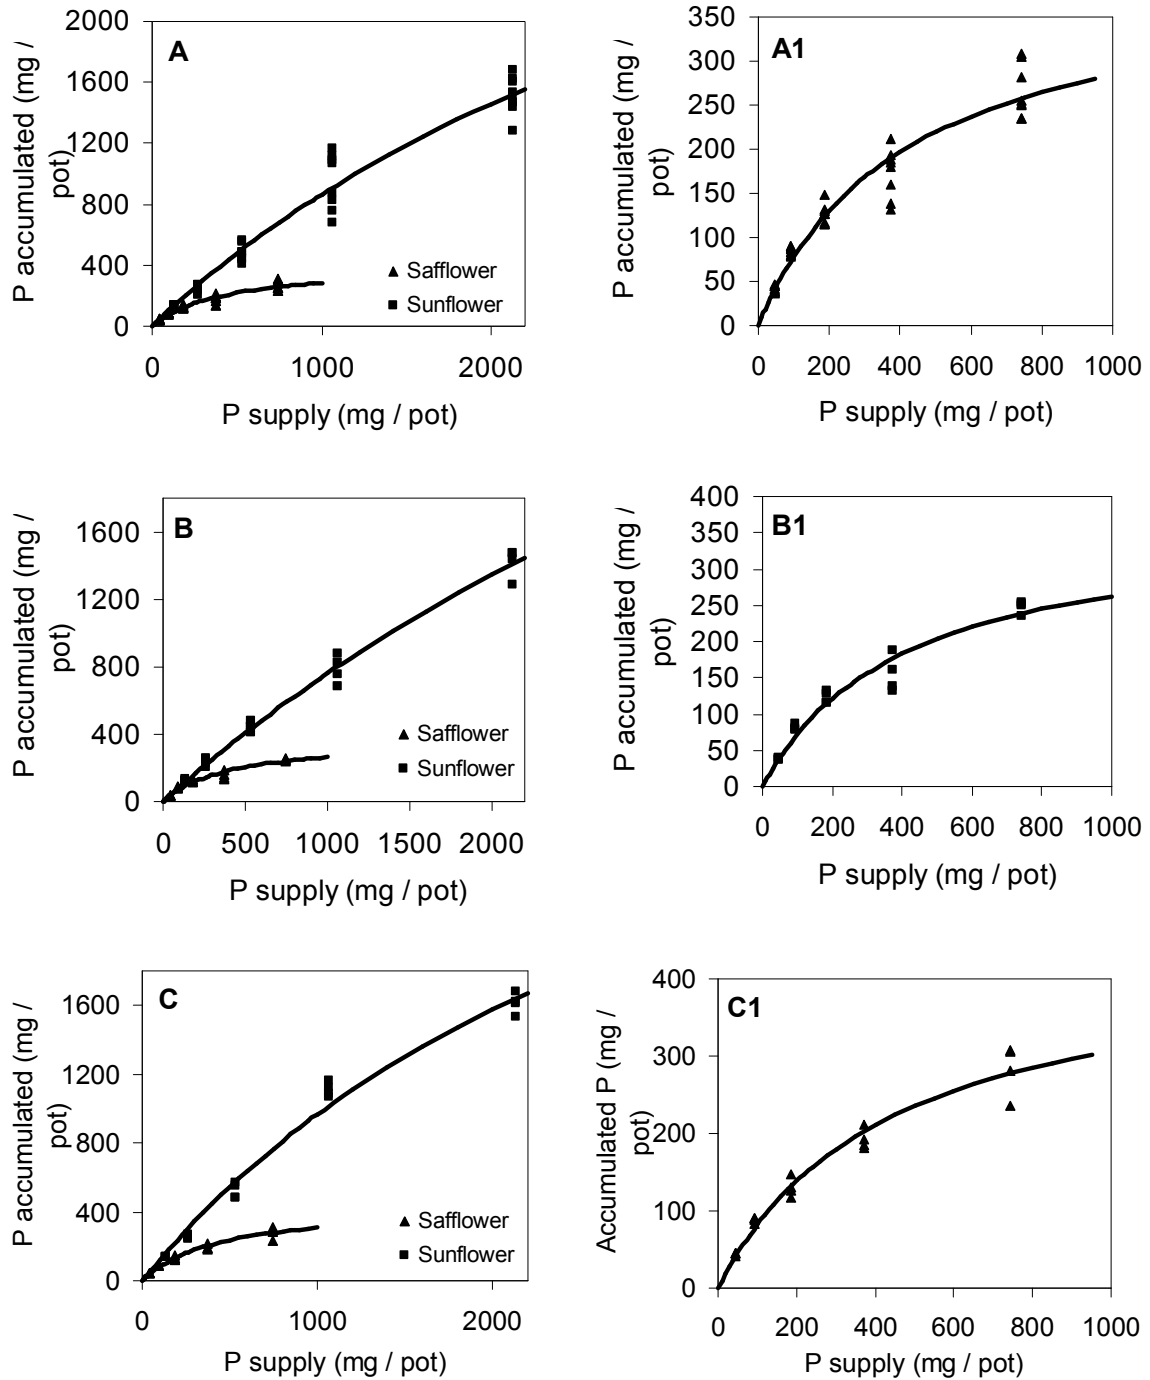 2000
1600
1200
800
400
0
P accumulated (mg /
pot)
A
Safflower
Sunflower
0 1000 2000
P supply (mg / pot)
350
300
250
200
150
100
50
0
P accumulated (mg /
pot)
A1
0 200 400 600 800 1000
P supply (mg / pot)
1600
1200
800
400
0
P accumulated (mg /
pot)
B
Safflower
Sunflower
0 500 1000 1500 2000
P supply (mg / pot)
400
350
300
250
200
150
100
50
0
P accumulated (mg /
pot)
B1
0 200 400 600 800 1000
P supply (mg / pot)
1600
1200
800
400
0
P accumulated (mg /
pot)
C
Safflower
Sunflower
0 1000 2000
P supply (mg / pot)
400
300
200
100
0
Accumulated P (mg /
pot)
C1
0 200 400 600 800 1000
P supply (mg / pot)